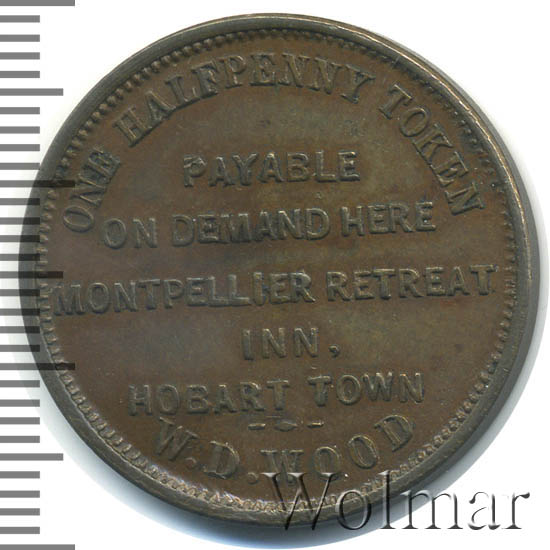 ONE HALFPENNY TOKEN
PAYABLE
ON DEMAND HERE
MONTPELLIER RETREAT
INN,
HOBART TOWN
W.D.WOOD
Wolmar